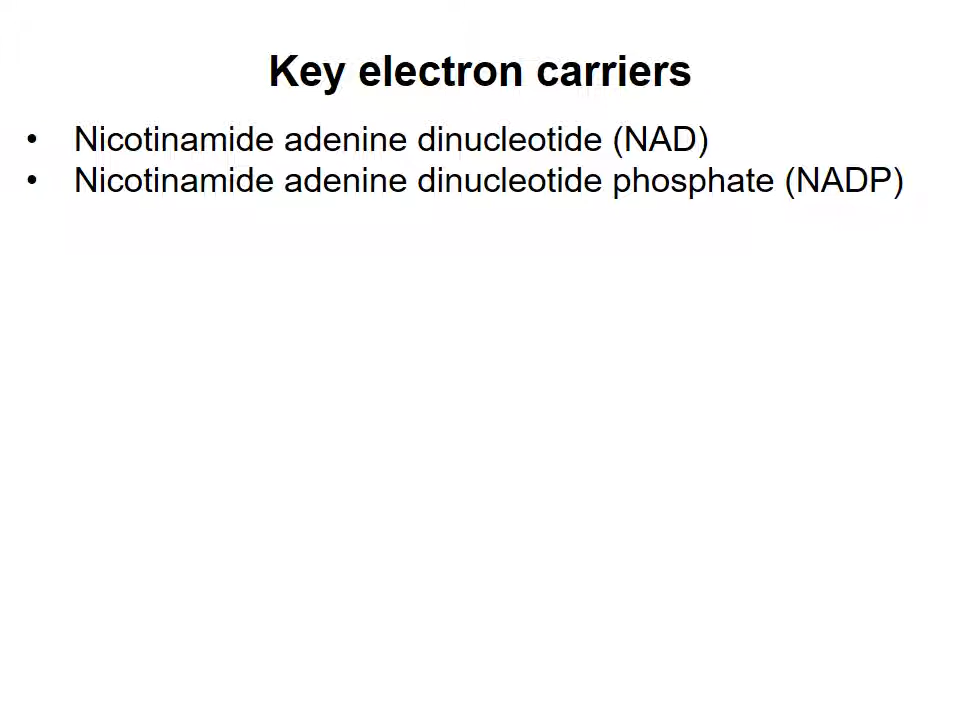 Key electron carriers
• Nicotinamide adenine dinucleotide (NAD)
• Nicotinamide adenine dinucleotide phosphate (NADP)